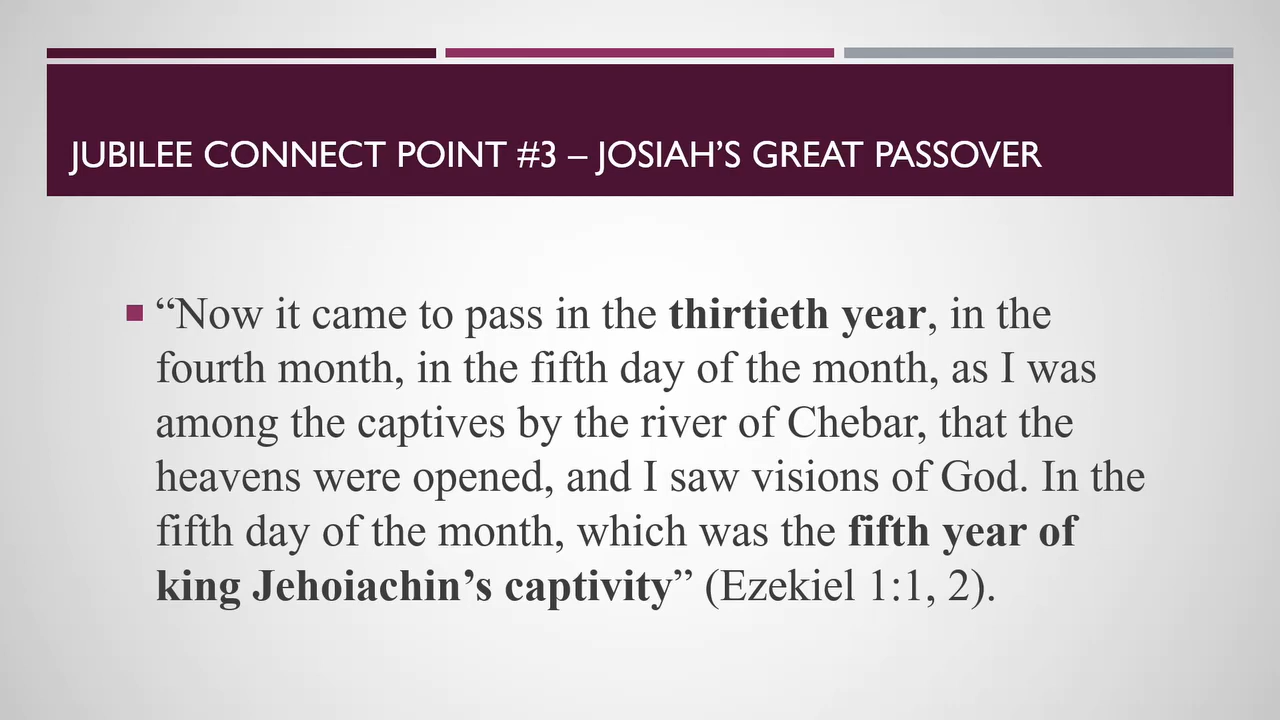 JUBILEE CONNECT POINT #3 – JOSIAH’S GREAT PASSOVER
“Now it came to pass in the thirtieth year, in the
fourth month, in the fifth day of the month, as I was
among the captives by the river of Chebar, that the
heavens were opened, and I saw visions of God. In the
fifth day of the month, which was the fifth year of
king Jehoiachin’s captivity” (Ezekiel 1:1, 2).